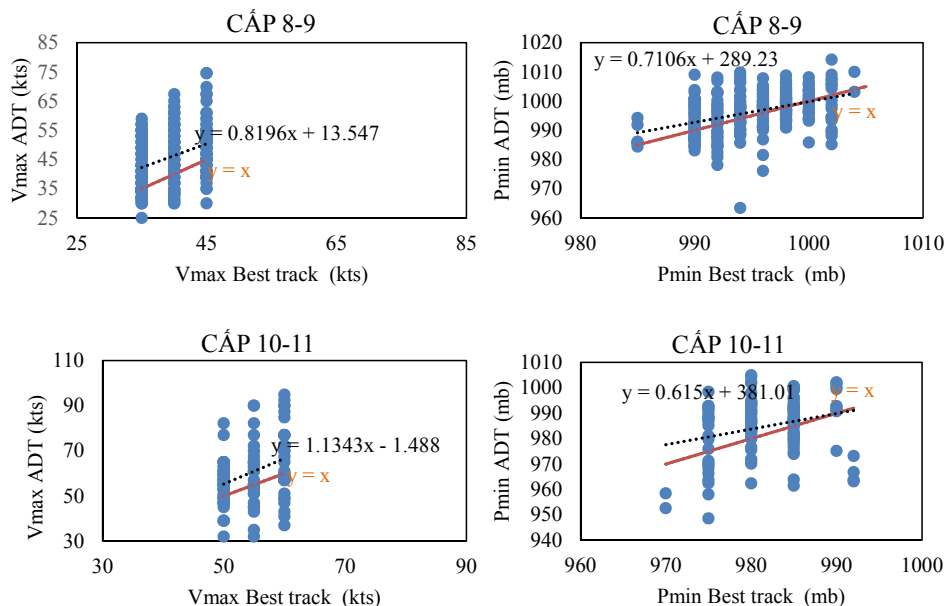 CẤP 8-9
85
75
65
55
45
35
25
Vmax ADT (kts)
y = 0.8196x + 13.547
y = x
25
45
65
85
Vmax Best track (kts)
CẤP 8-9
1020
1010
1000
990
980
970
960
Pmin ADT (mb)
y = 0.7106x + 289.23
y = x
980
990
1000
1010
Pmin Best track (mb)
CẤP 10-11
110
90
70
50
30
Vmax ADT (kts)
y = 1.1343x - 1.488
y = x
30
50
70
90
Vmax Best track (kts)
CẤP 10-11
1010
1000
990
980
970
960
950
940
Pmin ADT (mb)
y = 0.615x + 381.01
y = x
960
970
980
990
1000
Pmin Best track (mb)